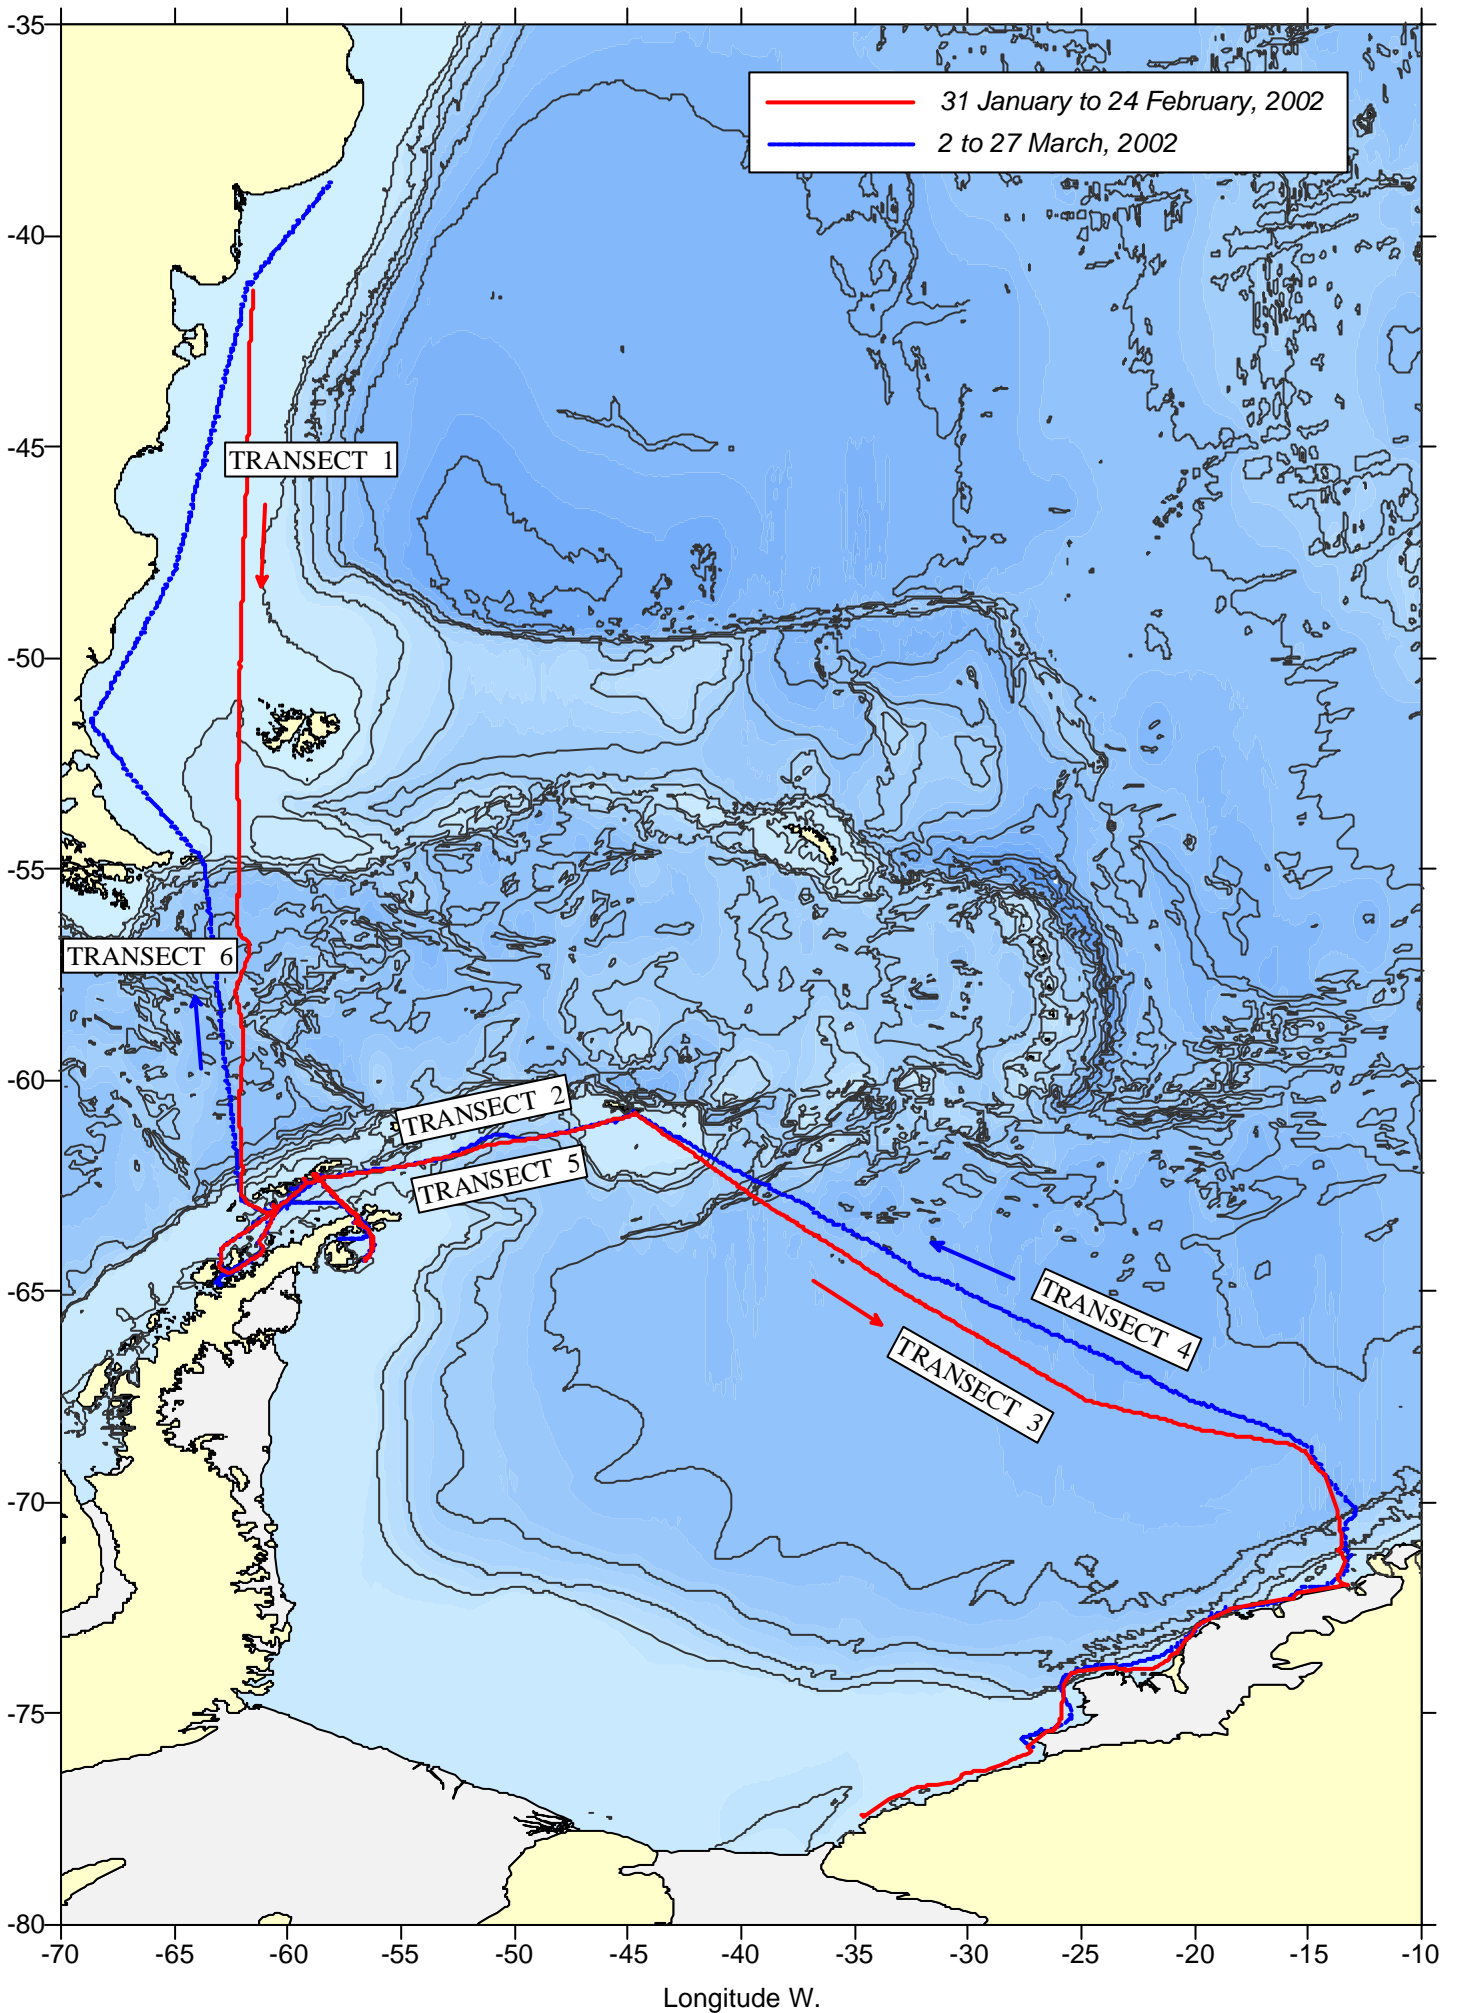 -35
31 January to 24 February, 2002
2 to 27 March, 2002
-40
-45
TRANSECT 1
-50
-55
TRANSECT 6
-60
TRANSECT 2
TRANSECT 5
-65
TRANSECT 4
TRANSECT 3
-70
-75
-80
-70 -65 -60 -55 -50 -45 -40 -35 -30 -25 -20 -15 -10
Longitude W.